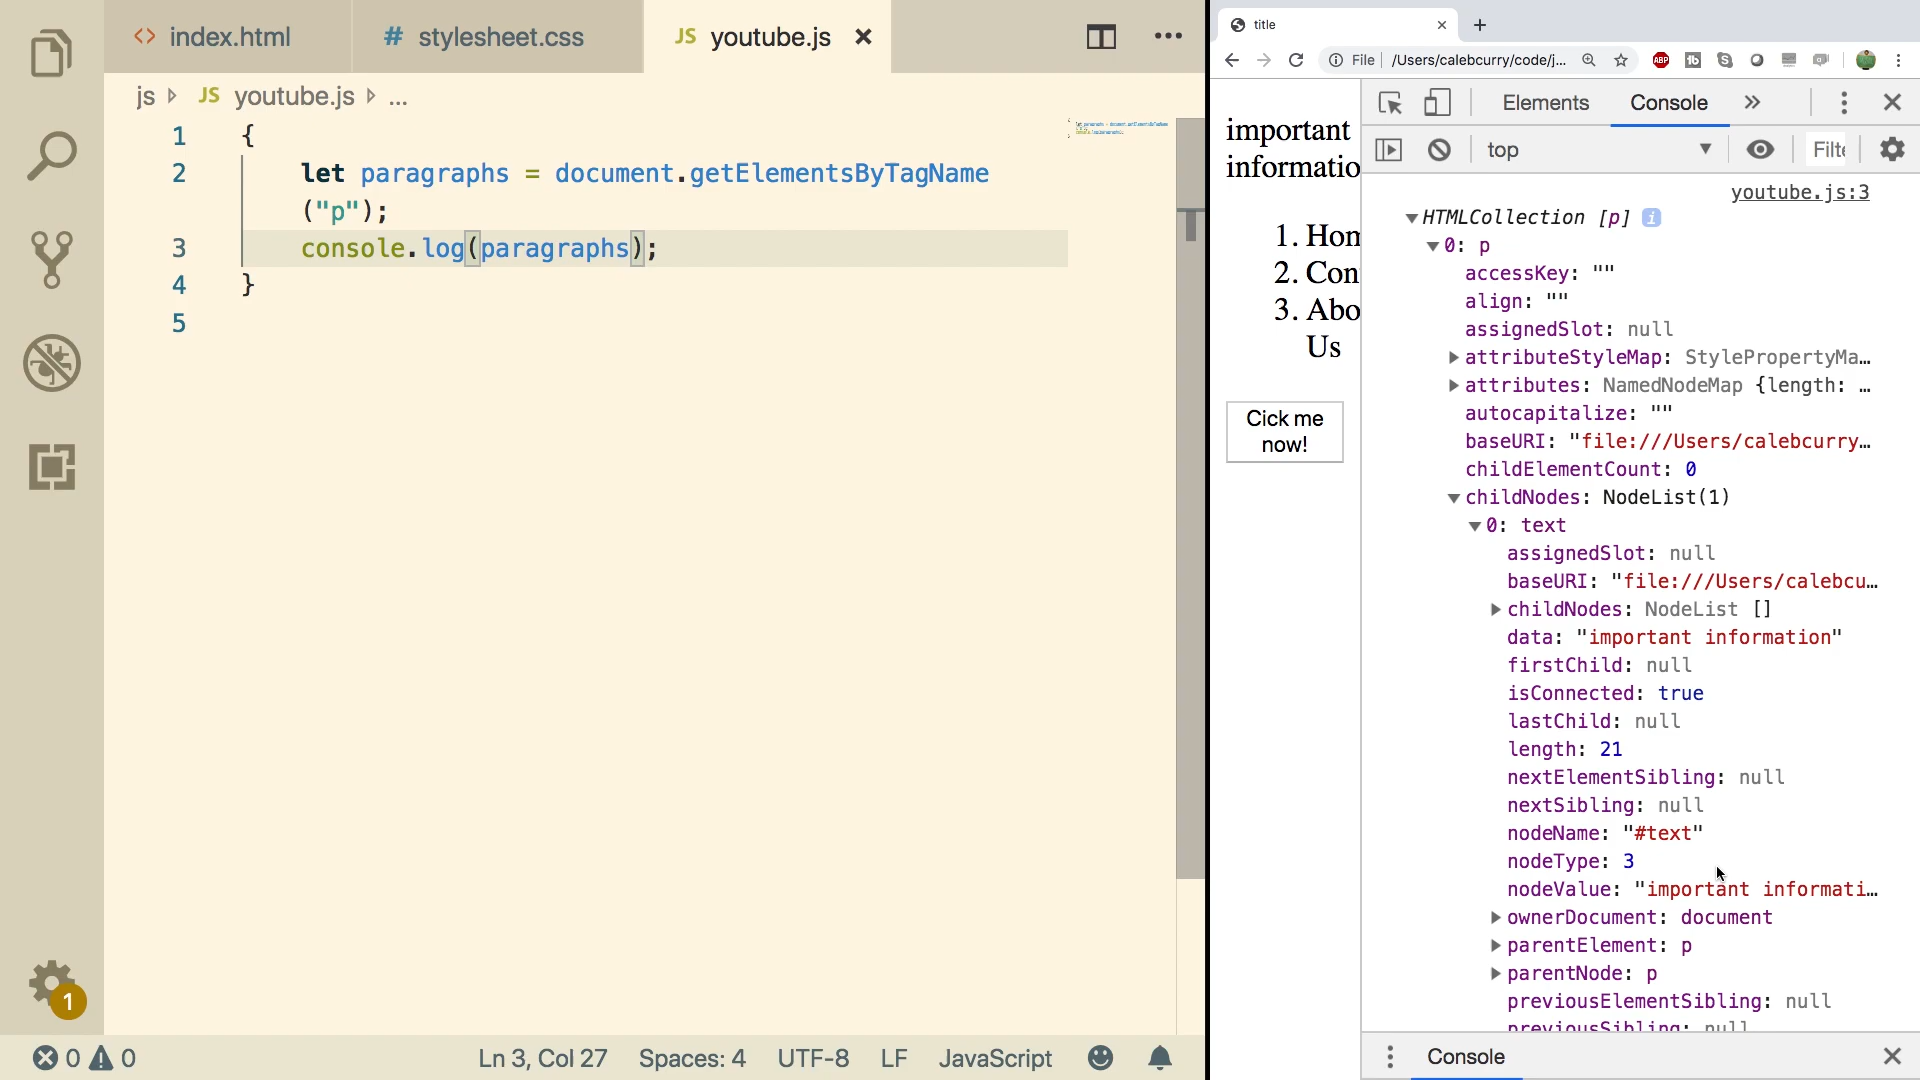 index.html
# stylesheet.css
JS youtube.js
js JS youtube.js ...
1 {
2 let paragraphs = document.getElementsByTagName
("p");
3 console.log(paragraphs);
4 }
5
1
0 0
Ln 3, Col 27 Spaces: 4 UTF-8 LF JavaScript
title
File /Users/calebcurry/code/j...
ABP
important
informatio
1. Hom
2. Con
3. Abo
Us
Cick me
now!
Elements Console
top Filt
youtube.js:3
HTMLCollection [p] i
0: p
accessKey: ""
align: ""
assignedSlot: null
attributeStyleMap: StylePropertyMa…
attributes: NamedNodeMap {length: …
autocapitalize: ""
baseURI: "file:///Users/calebcurry…
childElementCount: 0
childNodes: NodeList(1)
0: text
assignedSlot: null
baseURI: "file:///Users/calebcu…
childNodes: NodeList []
data: "important information"
firstChild: null
isConnected: true
lastChild: null
length: 21
nextElementSibling: null
nextSibling: null
nodeName: "#text"
nodeType: 3
nodeValue: "important informati…
ownerDocument: document
parentElement: p
parentNode: p
previousElementSibling: null
previousSibling: null
Console